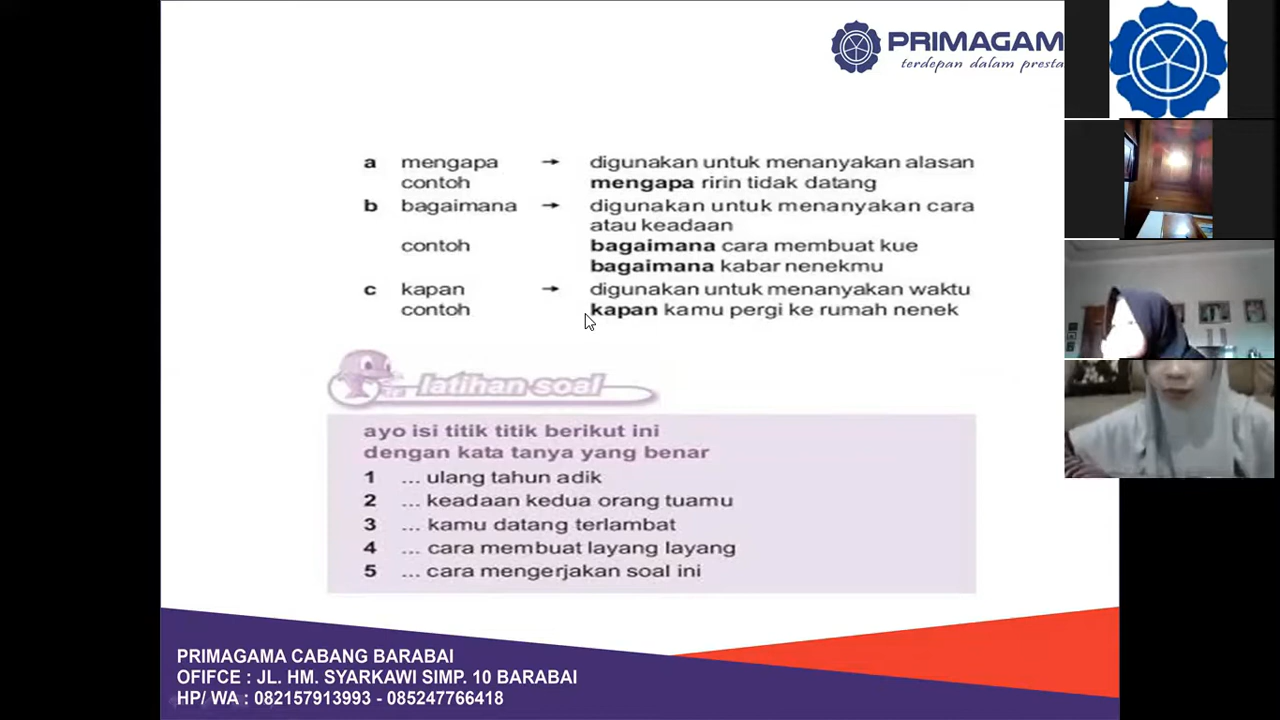 PRIMAGAM
terdepan dalam presta
a mengapa → digunakan untuk menanyakan alasan
contoh mengapa ririn tidak datang
b bagaimana → digunakan untuk menanyakan cara
atau keadaan
contoh bagaimana cara membuat kue
bagaimana kabar nenekmu
c kapan → digunakan untuk menanyakan waktu
contoh kapan kamu pergi ke rumah nenek
latihan soal
ayo isi titik titik berikut ini
dengan kata tanya yang benar
1 ... ulang tahun adik
2 ... keadaan kedua orang tuamu
3 ... kamu datang terlambat
4 ... cara membuat layang layang
5 ... cara mengerjakan soal ini
PRIMAGAMA CABANG BARABAI
OFIFCE : JL. HM. SYARKAWI SIMP. 10 BARABAI
HP/ WA : 082157913993 - 085247766418